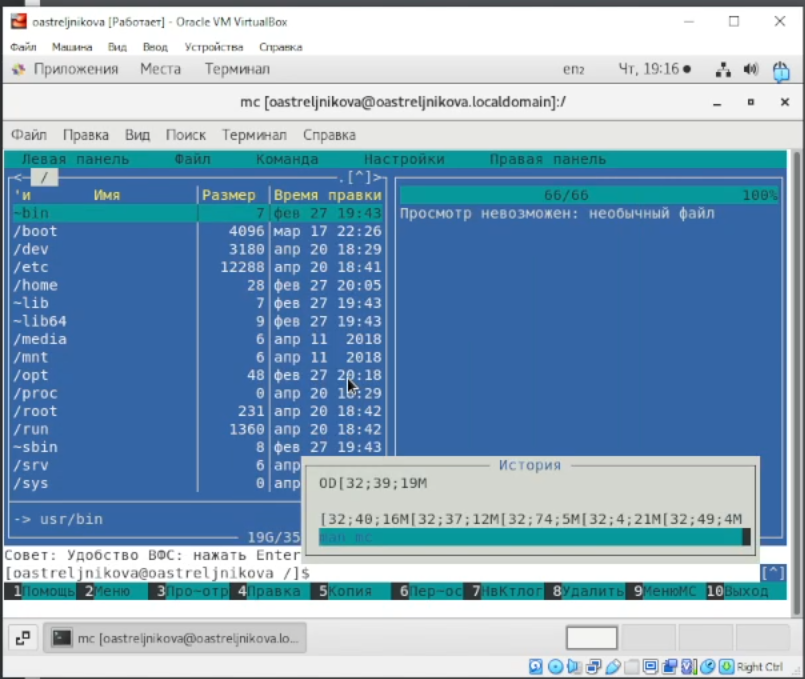 oastreljnikova [Работает] - Oracle VM VirtualBox
Файл Машина Вид Ввод Устройства Справка
Приложения Места Терминал en₂ Чт, 19:16
mc [oastreljnikova@oastreljnikova.localdomain]:/
Файл Правка Вид Поиск Терминал Справка
Левая панель Файл Команда Настройки Правая панель
<— / .[^]>
'и Имя Размер Время правки 66/66 100%
~bin 7 фев 27 19:43 Просмотр невозможен: необычный файл
/boot 4096 мар 17 22:26
/dev 3180 апр 20 18:29
/etc 12288 апр 20 18:41
/home 28 фев 27 20:05
~lib 7 фев 27 19:43
~lib64 9 фев 27 19:43
/media 6 апр 11 2018
/mnt 6 апр 11 2018
/opt 48 фев 27 20:18
/proc 0 апр 20 18:29
/root 231 апр 20 18:42
/run 1360 апр 20 18:42
~sbin 8 фев 27 19:43
/srv 6 апр
/sys 0 апр
История
OD[32;39;19M
[32;40;16M[32;37;12M[32;74;5M[32;4;21M[32;49;4M
man mc
-> usr/bin
19G/35
Совет: Удобство ВФС: нажать Enter
[oastreljnikova@oastreljnikova /]$ [^]
1Помощь 2Меню 3Про~отр 4Правка 5Копия 6Пер~ос 7НвКтлог 8Удалить 9МенюМС 10Выход
mc [oastreljnikova@oastreljnikova.lo...
Right Ctrl